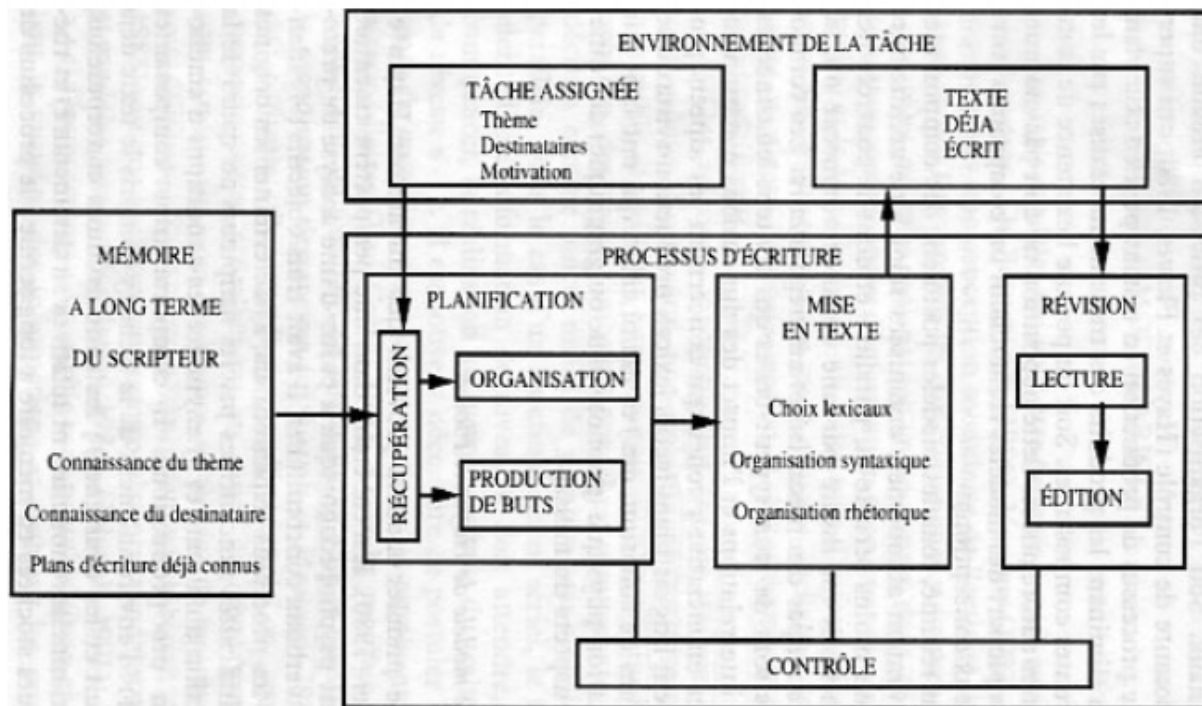 ENVIRONNEMENT DE LA TÂCHE
TÂCHE ASSIGNÉE
Thème
Destinataires
Motivation
TEXTE
DÉJA
ÉCRIT
MÉMOIRE
A LONG TERME
DU SCRIPTEUR
Connaissance du thème
Connaissance du destinataire
Plans d'écriture déjà connus
PROCESSUS D'ÉCRITURE
PLANIFICATION
RÉCUPÉRATION
ORGANISATION
PRODUCTION
DE BUTS
MISE
EN TEXTE
Choix lexicaux
Organisation syntaxique
Organisation rhétorique
RÉVISION
LECTURE
ÉDITION
CONTRÔLE